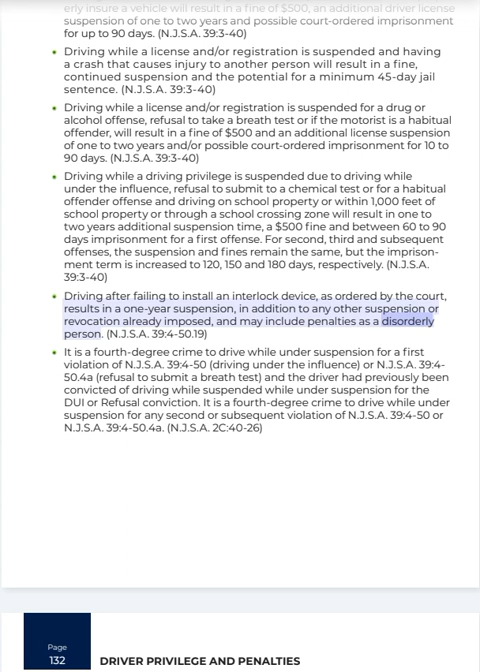 erly insure a vehicle will result in a fine of $500, an additional driver license
suspension of one to two years and possible court-ordered imprisonment
for up to 90 days. (N.J.S.A. 39:3-40)
• Driving while a license and/or registration is suspended and having
a crash that causes injury to another person will result in a fine,
continued suspension and the potential for a minimum 45-day jail
sentence. (N.J.S.A. 39:3-40)
• Driving while a license and/or registration is suspended for a drug or
alcohol offense, refusal to take a breath test or if the motorist is a habitual
offender, will result in a fine of $500 and an additional license suspension
of one to two years and/or possible court-ordered imprisonment for 10 to
90 days. (N.J.S.A. 39:3-40)
• Driving while a driving privilege is suspended due to driving while
under the influence, refusal to submit to a chemical test or for a habitual
offender offense and driving on school property or within 1,000 feet of
school property or through a school crossing zone will result in one to
two years additional suspension time, a $500 fine and between 60 to 90
days imprisonment for a first offense. For second, third and subsequent
offenses, the suspension and fines remain the same, but the imprison-
ment term is increased to 120, 150 and 180 days, respectively. (N.J.S.A.
39:3-40)
• Driving after failing to install an interlock device, as ordered by the court,
results in a one-year suspension, in addition to any other suspension or
revocation already imposed, and may include penalties as a disorderly
person. (N.J.S.A. 39:4-50.19)
• It is a fourth-degree crime to drive while under suspension for a first
violation of N.J.S.A. 39:4-50 (driving under the influence) or N.J.S.A. 39:4-
50.4a (refusal to submit a breath test) and the driver had previously been
convicted of driving while suspended while under suspension for the
DUI or Refusal conviction. It is a fourth-degree crime to drive while under
suspension for any second or subsequent violation of N.J.S.A. 39:4-50 or
N.J.S.A. 39:4-50.4a. (N.J.S.A. 2C:40-26)
Page
132
DRIVER PRIVILEGE AND PENALTIES